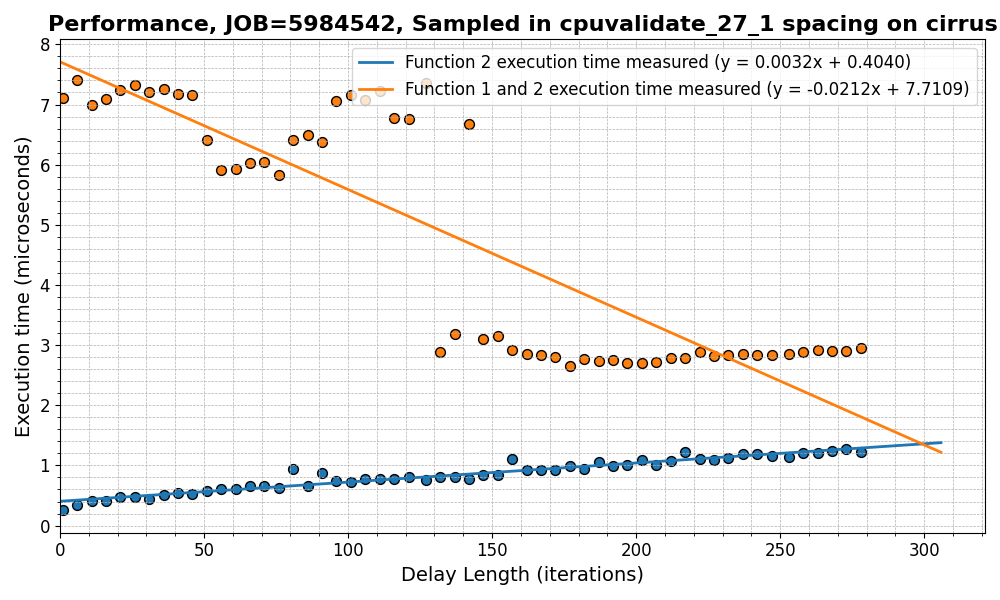 Performance, JOB=5984542, Sampled in cpuvalidate_27_1 spacing on cirrus
Function 2 execution time measured (y = 0.0032x + 0.4040)
Function 1 and 2 execution time measured (y = -0.0212x + 7.7109)
Execution time (microseconds)
8
7
6
5
4
3
2
1
0
0 50 100 150 200 250 300
Delay Length (iterations)